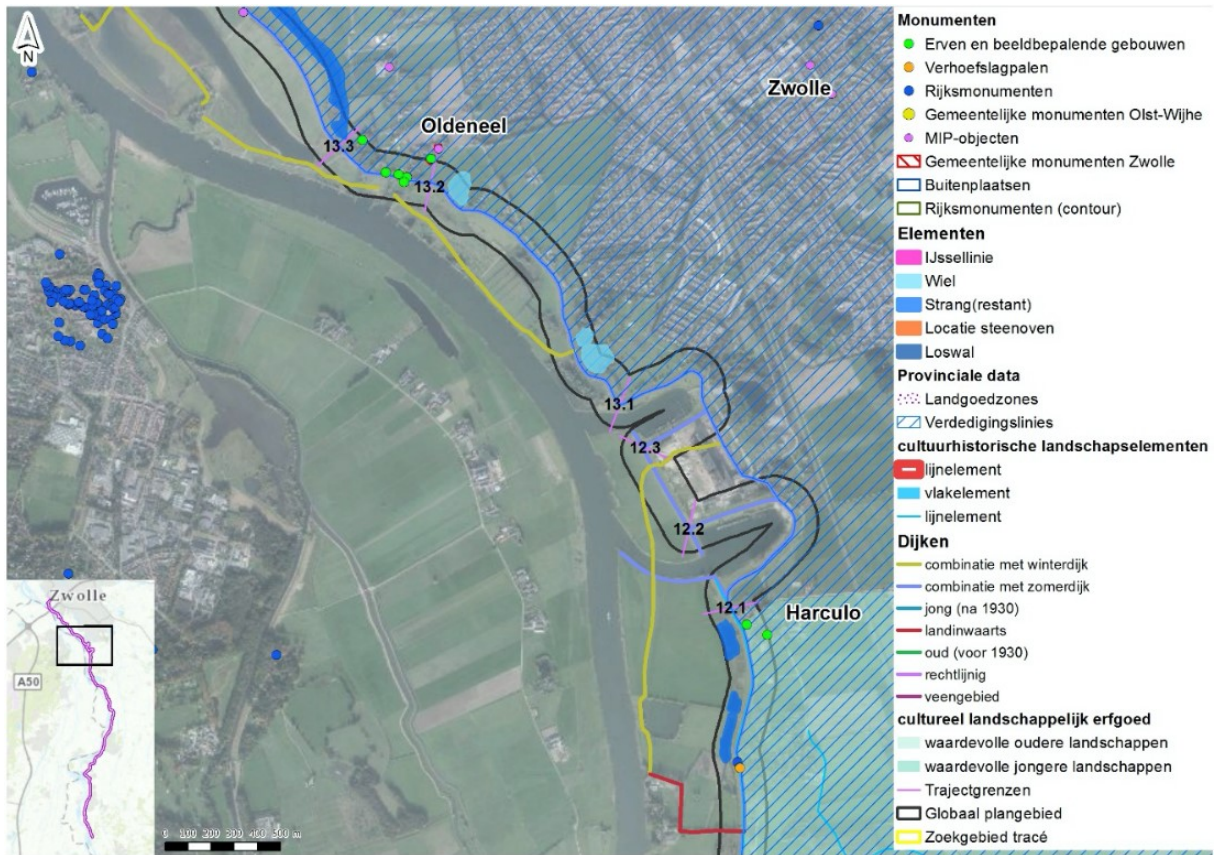 N
Oldeneel
Zwolle
13.3
13.2
13.1
12.3
12.2
12.1
Harculo
Zwolle
A50
0 100 200 300 400 500 m
Monumenten
Erven en beeldbepalende gebouwen
Verhoefslagpalen
Rijksmonumenten
Gemeentelijke monumenten Olst-Wijhe
MIP-objecten
Gemeentelijke monumenten Zwolle
Buitenplaatsen
Rijksmonumenten (contour)
Elementen
IJssellinie
Wiel
Strang(restant)
Locatie steenoven
Loswal
Provinciale data
Landgoedzones
Verdedigingslinies
cultuurhistorische landschapselementen
lijnelement
vlakelement
lijnelement
Dijken
combinatie met winterdijk
combinatie met zomerdijk
jong (na 1930)
landinwaarts
oud (voor 1930)
rechtlijnig
veengebied
cultureel landschappelijk erfgoed
waardevolle oudere landschappen
waardevolle jongere landschappen
Trajectgrenzen
Globaal plangebied
Zoekgebied tracé